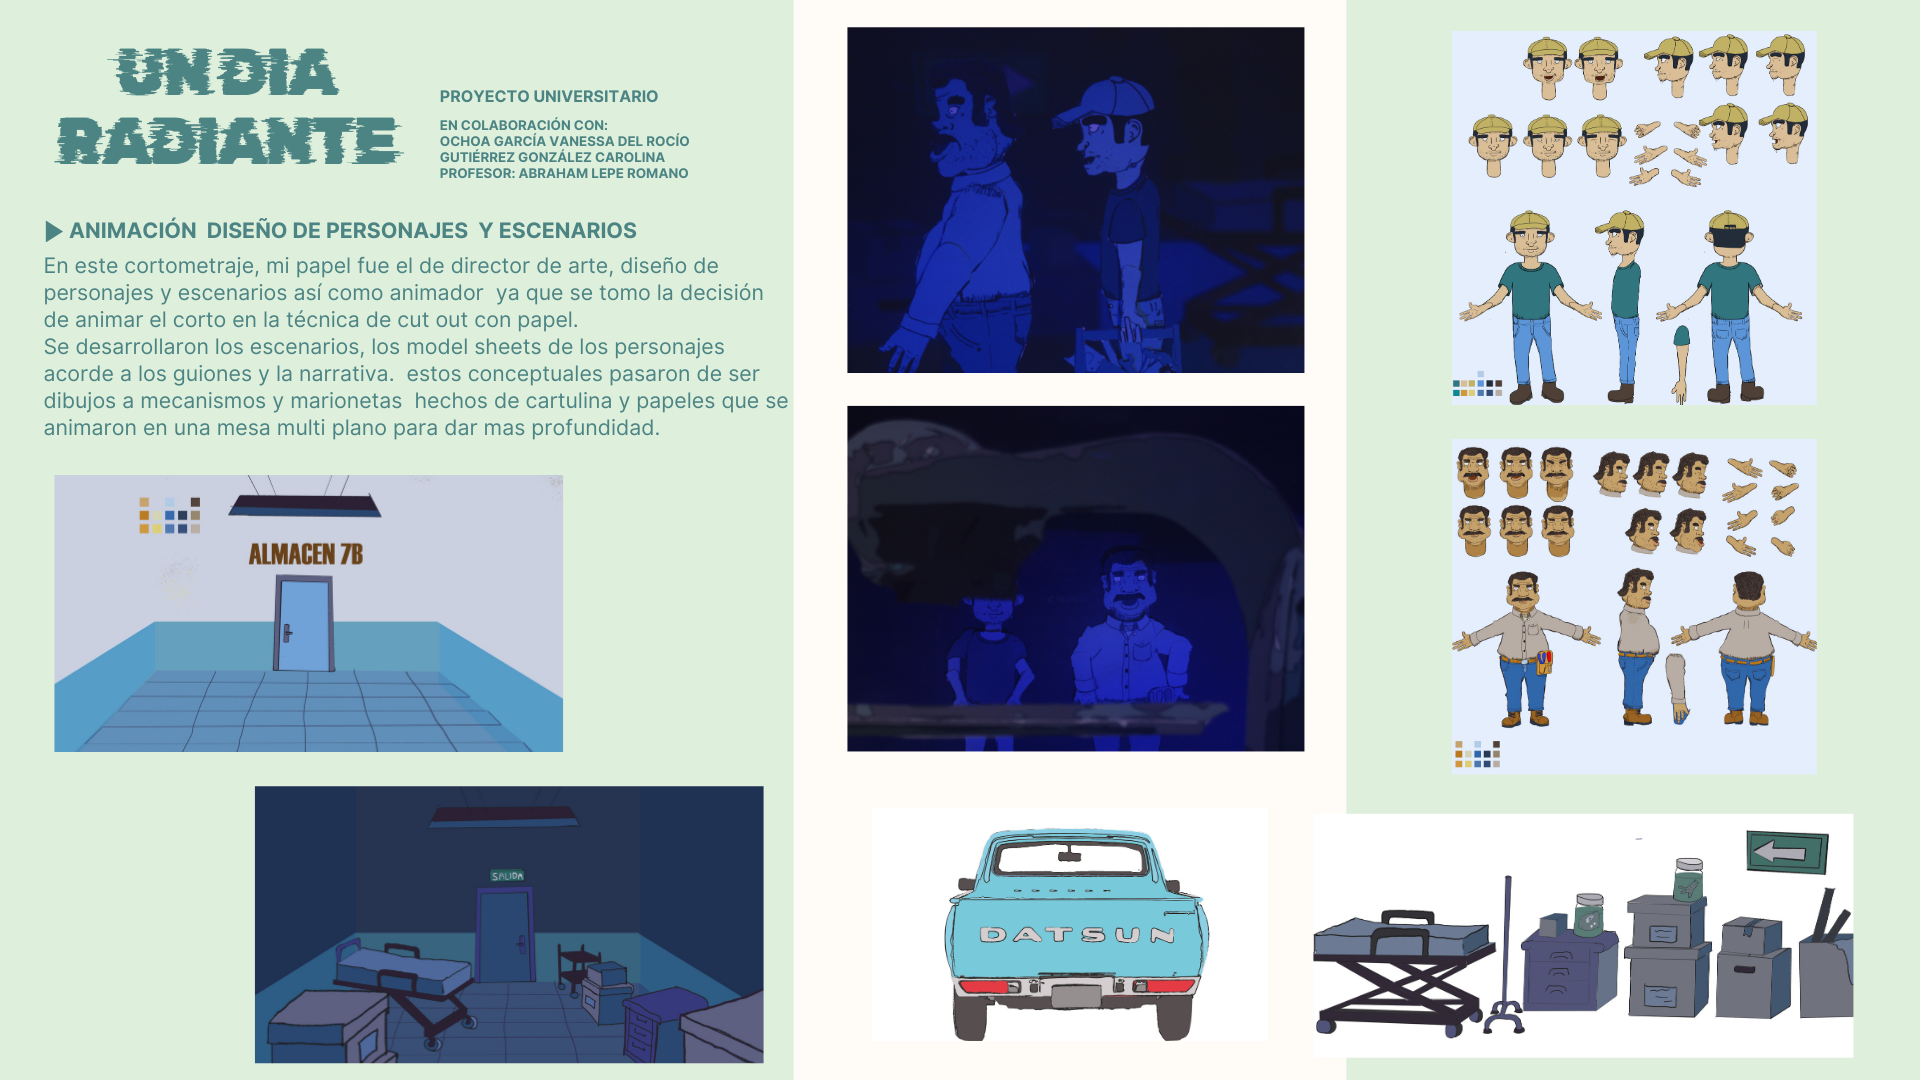 UN DIA
RADIANTE
PROYECTO UNIVERSITARIO
EN COLABORACIÓN CON:
OCHOA GARCÍA VANESSA DEL ROCÍO
GUTIÉRREZ GONZÁLEZ CAROLINA
PROFESOR: ABRAHAM LEPE ROMANO
ANIMACIÓN DISEÑO DE PERSONAJES Y ESCENARIOS
En este cortometraje, mi papel fue el de director de arte, diseño de
personajes y escenarios así como animador ya que se tomo la decisión
de animar el corto en la técnica de cut out con papel.
Se desarrollaron los escenarios, los model sheets de los personajes
acorde a los guiones y la narrativa. estos conceptuales pasaron de ser
dibujos a mecanismos y marionetas hechos de cartulina y papeles que se
animaron en una mesa multi plano para dar mas profundidad.
ALMACEN 7B
SALIDA
DATSUN